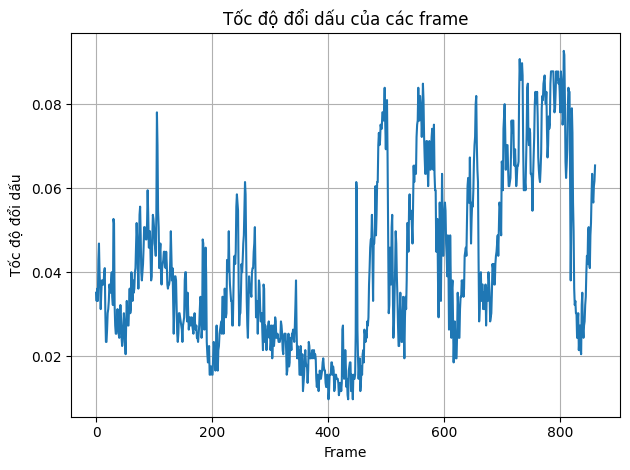 Tốc độ đổi dấu của các frame
Tốc độ đổi dấu
0.08
0.06
0.04
0.02
0 200 400 600 800
Frame